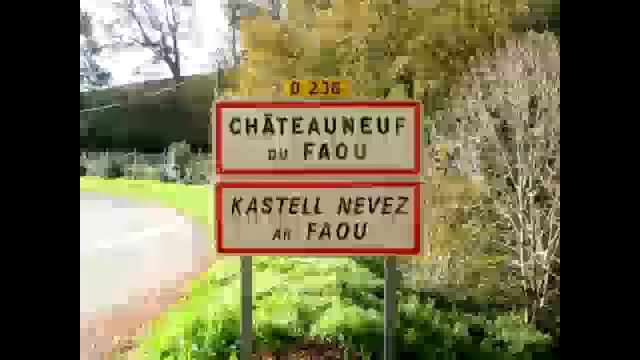 D 236
CHÂTEAUNEUF
DU FAOU
KASTELL NEVEZ
AR FAOU